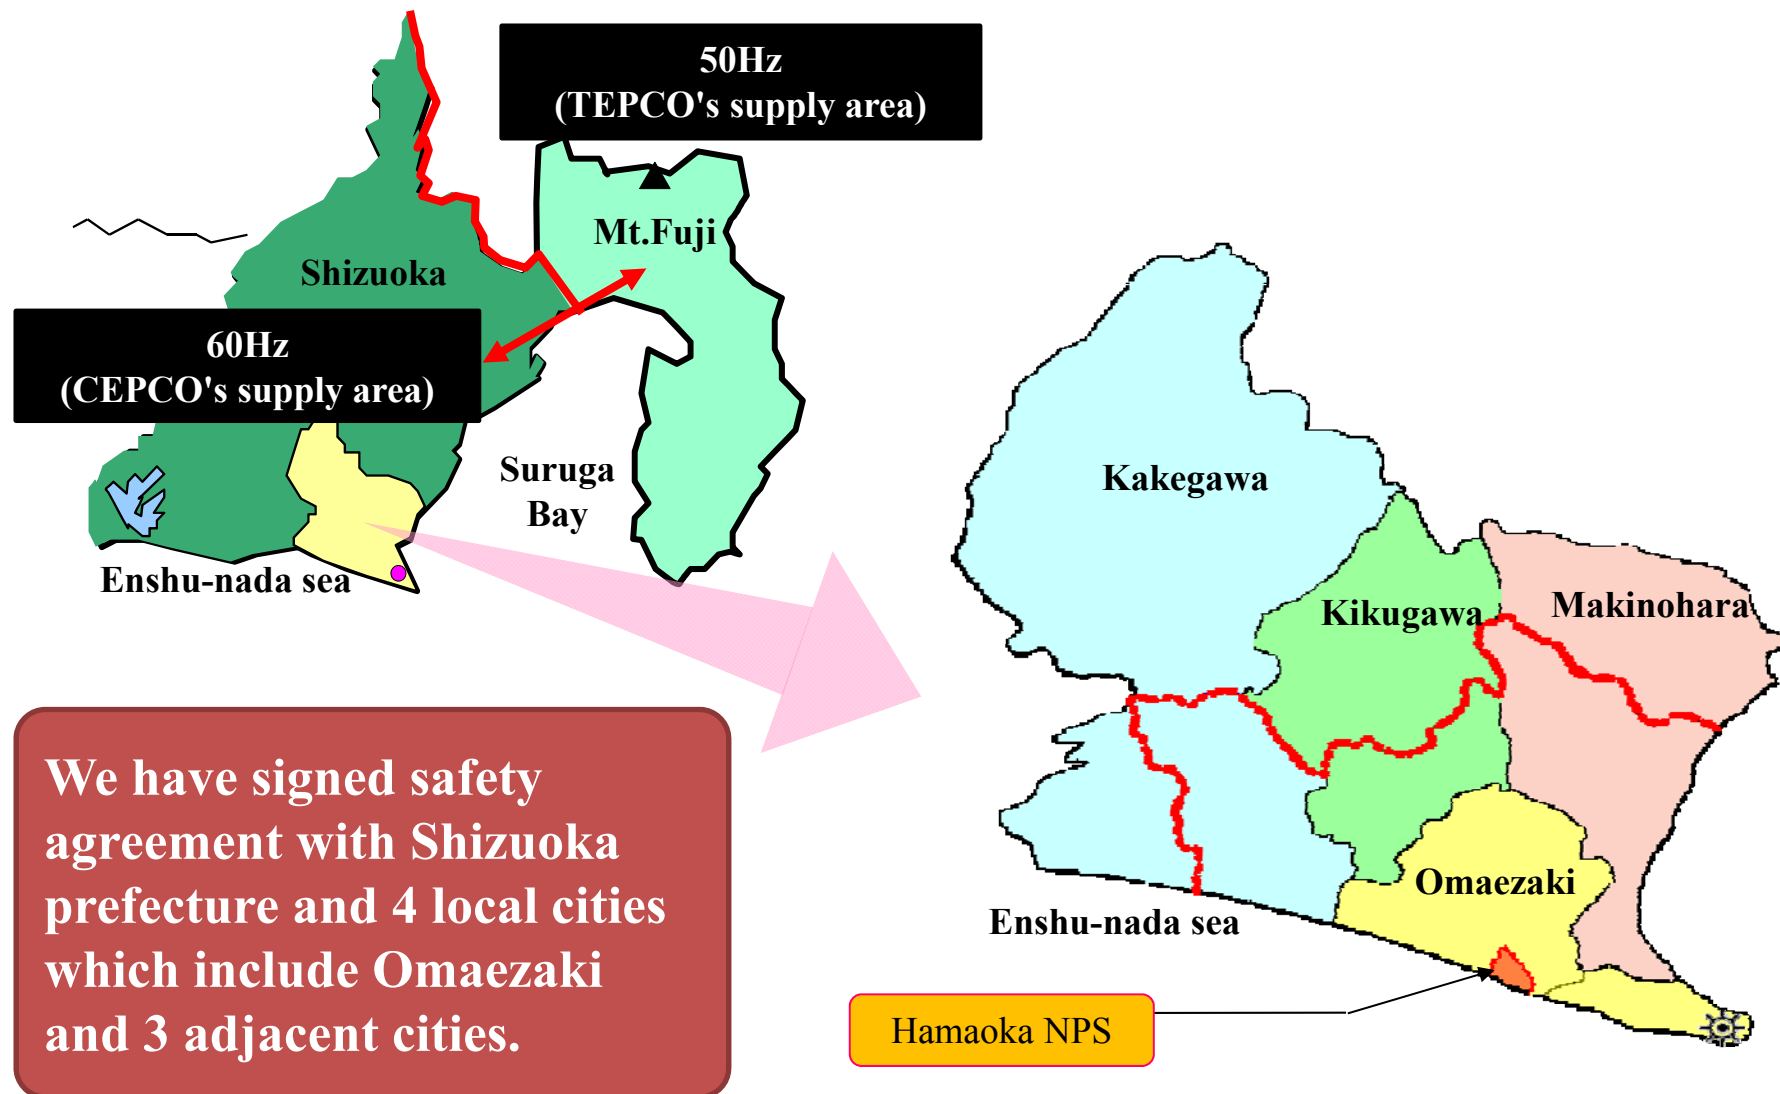 50Hz
(TEPCO's supply area)
Mt.Fuji
Shizuoka
60Hz
(CEPCO's supply area)
Suruga
Bay
Enshu-nada sea
Kakegawa
Kikugawa
Makinohara
Omaezaki
Enshu-nada sea
Hamaoka NPS
We have signed safety
agreement with Shizuoka
prefecture and 4 local cities
which include Omaezaki
and 3 adjacent cities.